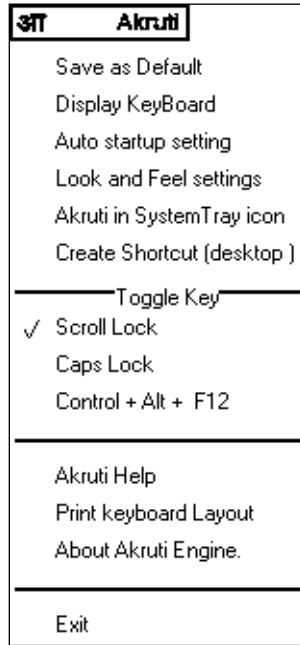 आ Akruti
Save as Default
Display KeyBoard
Auto startup setting
Look and Feel settings
Akruti in SystemTray icon
Create Shortcut (desktop )
Toggle Key
✓ Scroll Lock
Caps Lock
Control + Alt + F12
Akruti Help
Print keyboard Layout
About Akruti Engine.
Exit